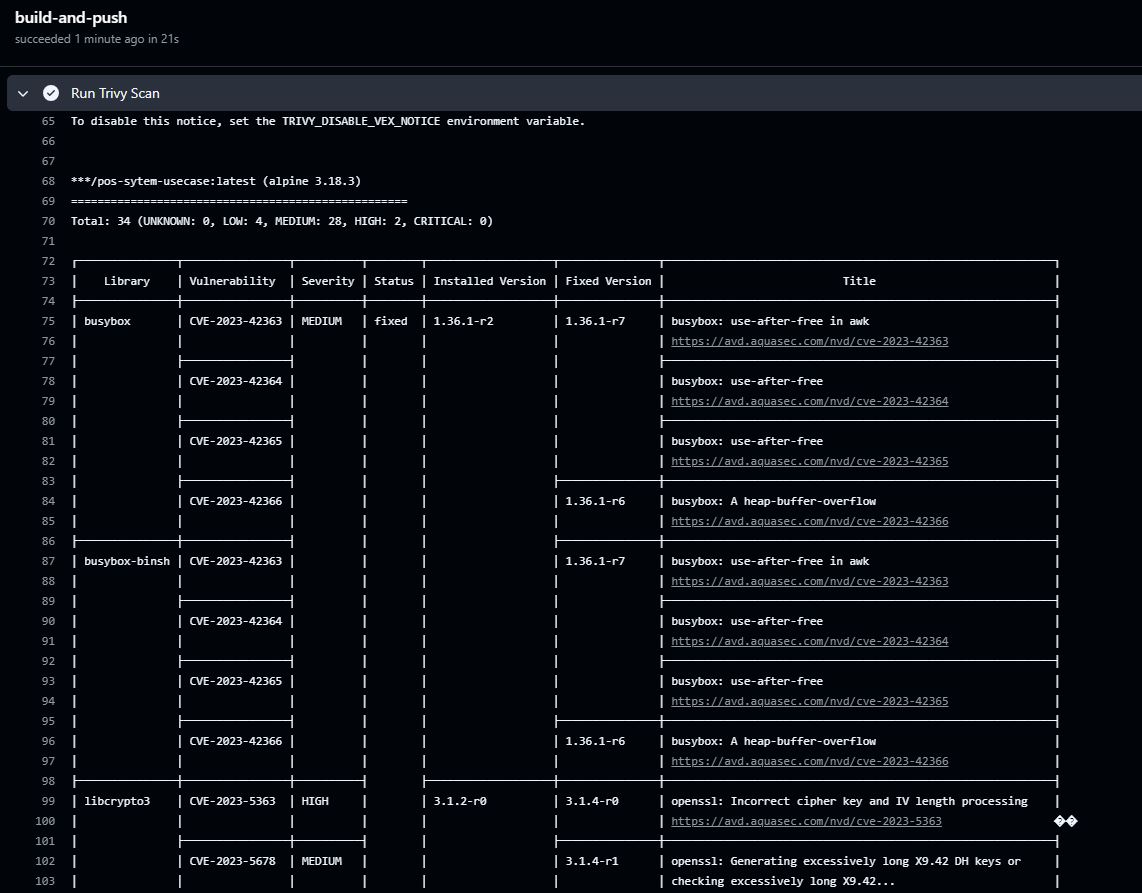 build-and-push
succeeded 1 minute ago in 21s
Run Trivy Scan
65 To disable this notice, set the TRIVY_DISABLE_VEX_NOTICE environment variable.
66
67
68 ***/pos-sytem-usecase:latest (alpine 3.18.3)
69 ===================================================
70 Total: 34 (UNKNOWN: 0, LOW: 4, MEDIUM: 28, HIGH: 2, CRITICAL: 0)
71
72
73 Library Vulnerability Severity Status Installed Version Fixed Version Title
74
75 busybox CVE-2023-42363 MEDIUM fixed 1.36.1-r2 1.36.1-r7 busybox: use-after-free in awk
76 https://avd.aquasec.com/nvd/cve-2023-42363
77
78 CVE-2023-42364 busybox: use-after-free
79 https://avd.aquasec.com/nvd/cve-2023-42364
80
81 CVE-2023-42365 busybox: use-after-free
82 https://avd.aquasec.com/nvd/cve-2023-42365
83
84 CVE-2023-42366 1.36.1-r6 busybox: A heap-buffer-overflow
85 https://avd.aquasec.com/nvd/cve-2023-42366
86
87 busybox-binsh CVE-2023-42363 1.36.1-r7 busybox: use-after-free in awk
88 https://avd.aquasec.com/nvd/cve-2023-42363
89
90 CVE-2023-42364 busybox: use-after-free
91 https://avd.aquasec.com/nvd/cve-2023-42364
92
93 CVE-2023-42365 busybox: use-after-free
94 https://avd.aquasec.com/nvd/cve-2023-42365
95
96 CVE-2023-42366 1.36.1-r6 busybox: A heap-buffer-overflow
97 https://avd.aquasec.com/nvd/cve-2023-42366
98
99 libcrypto3 CVE-2023-5363 HIGH 3.1.2-r0 3.1.4-r0 openssl: Incorrect cipher key and IV length processing
100 https://avd.aquasec.com/nvd/cve-2023-5363 ��
101
102 CVE-2023-5678 MEDIUM 3.1.4-r1 openssl: Generating excessively long X9.42 DH keys or
103 checking excessively long X9.42...